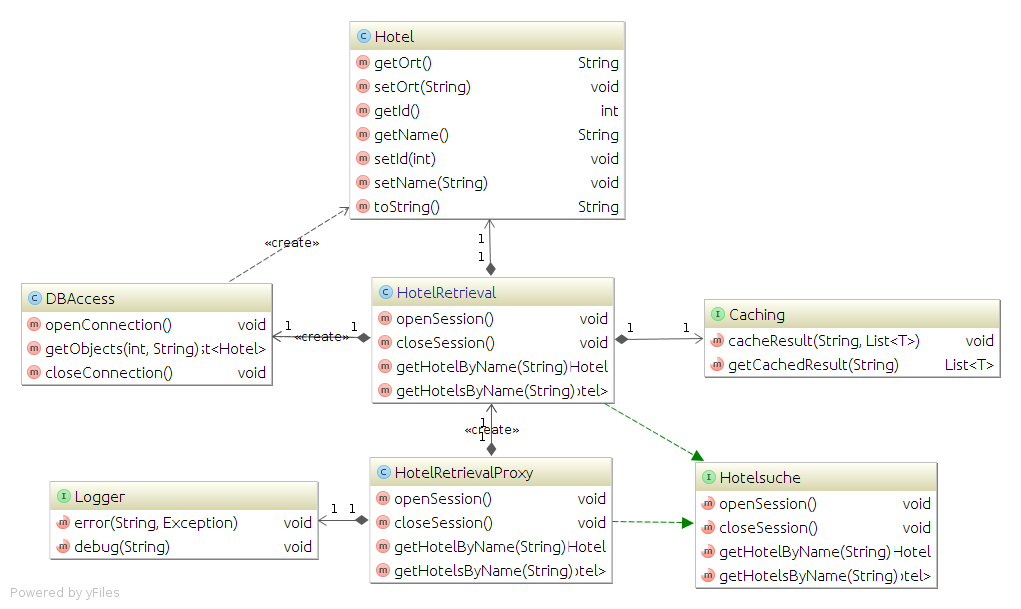 C Hotel
m getOrt() String
m setOrt(String) void
m getId() int
m getName() String
m setId(int) void
m setName(String) void
m toString() String
«create»
1
1
C DBAccess
m openConnection() void
m getObjects(int, String) :t<Hotel>
m closeConnection() void
1 «create» 1
C HotelRetrieval
m openSession() void
m closeSession() void
m getHotelByName(String) Hotel
m getHotelsByName(String) otel>
1 1
I Caching
m cacheResult(String, List<T>) void
m getCachedResult(String) List<T>
1
«create»
1
I Logger
m error(String, Exception) void
m debug(String) void
1 1
C HotelRetrievalProxy
m openSession() void
m closeSession() void
m getHotelByName(String) Hotel
m getHotelsByName(String) otel>
I Hotelsuche
m openSession() void
m closeSession() void
m getHotelByName(String) Hotel
m getHotelsByName(String) otel>
Powered by yFiles